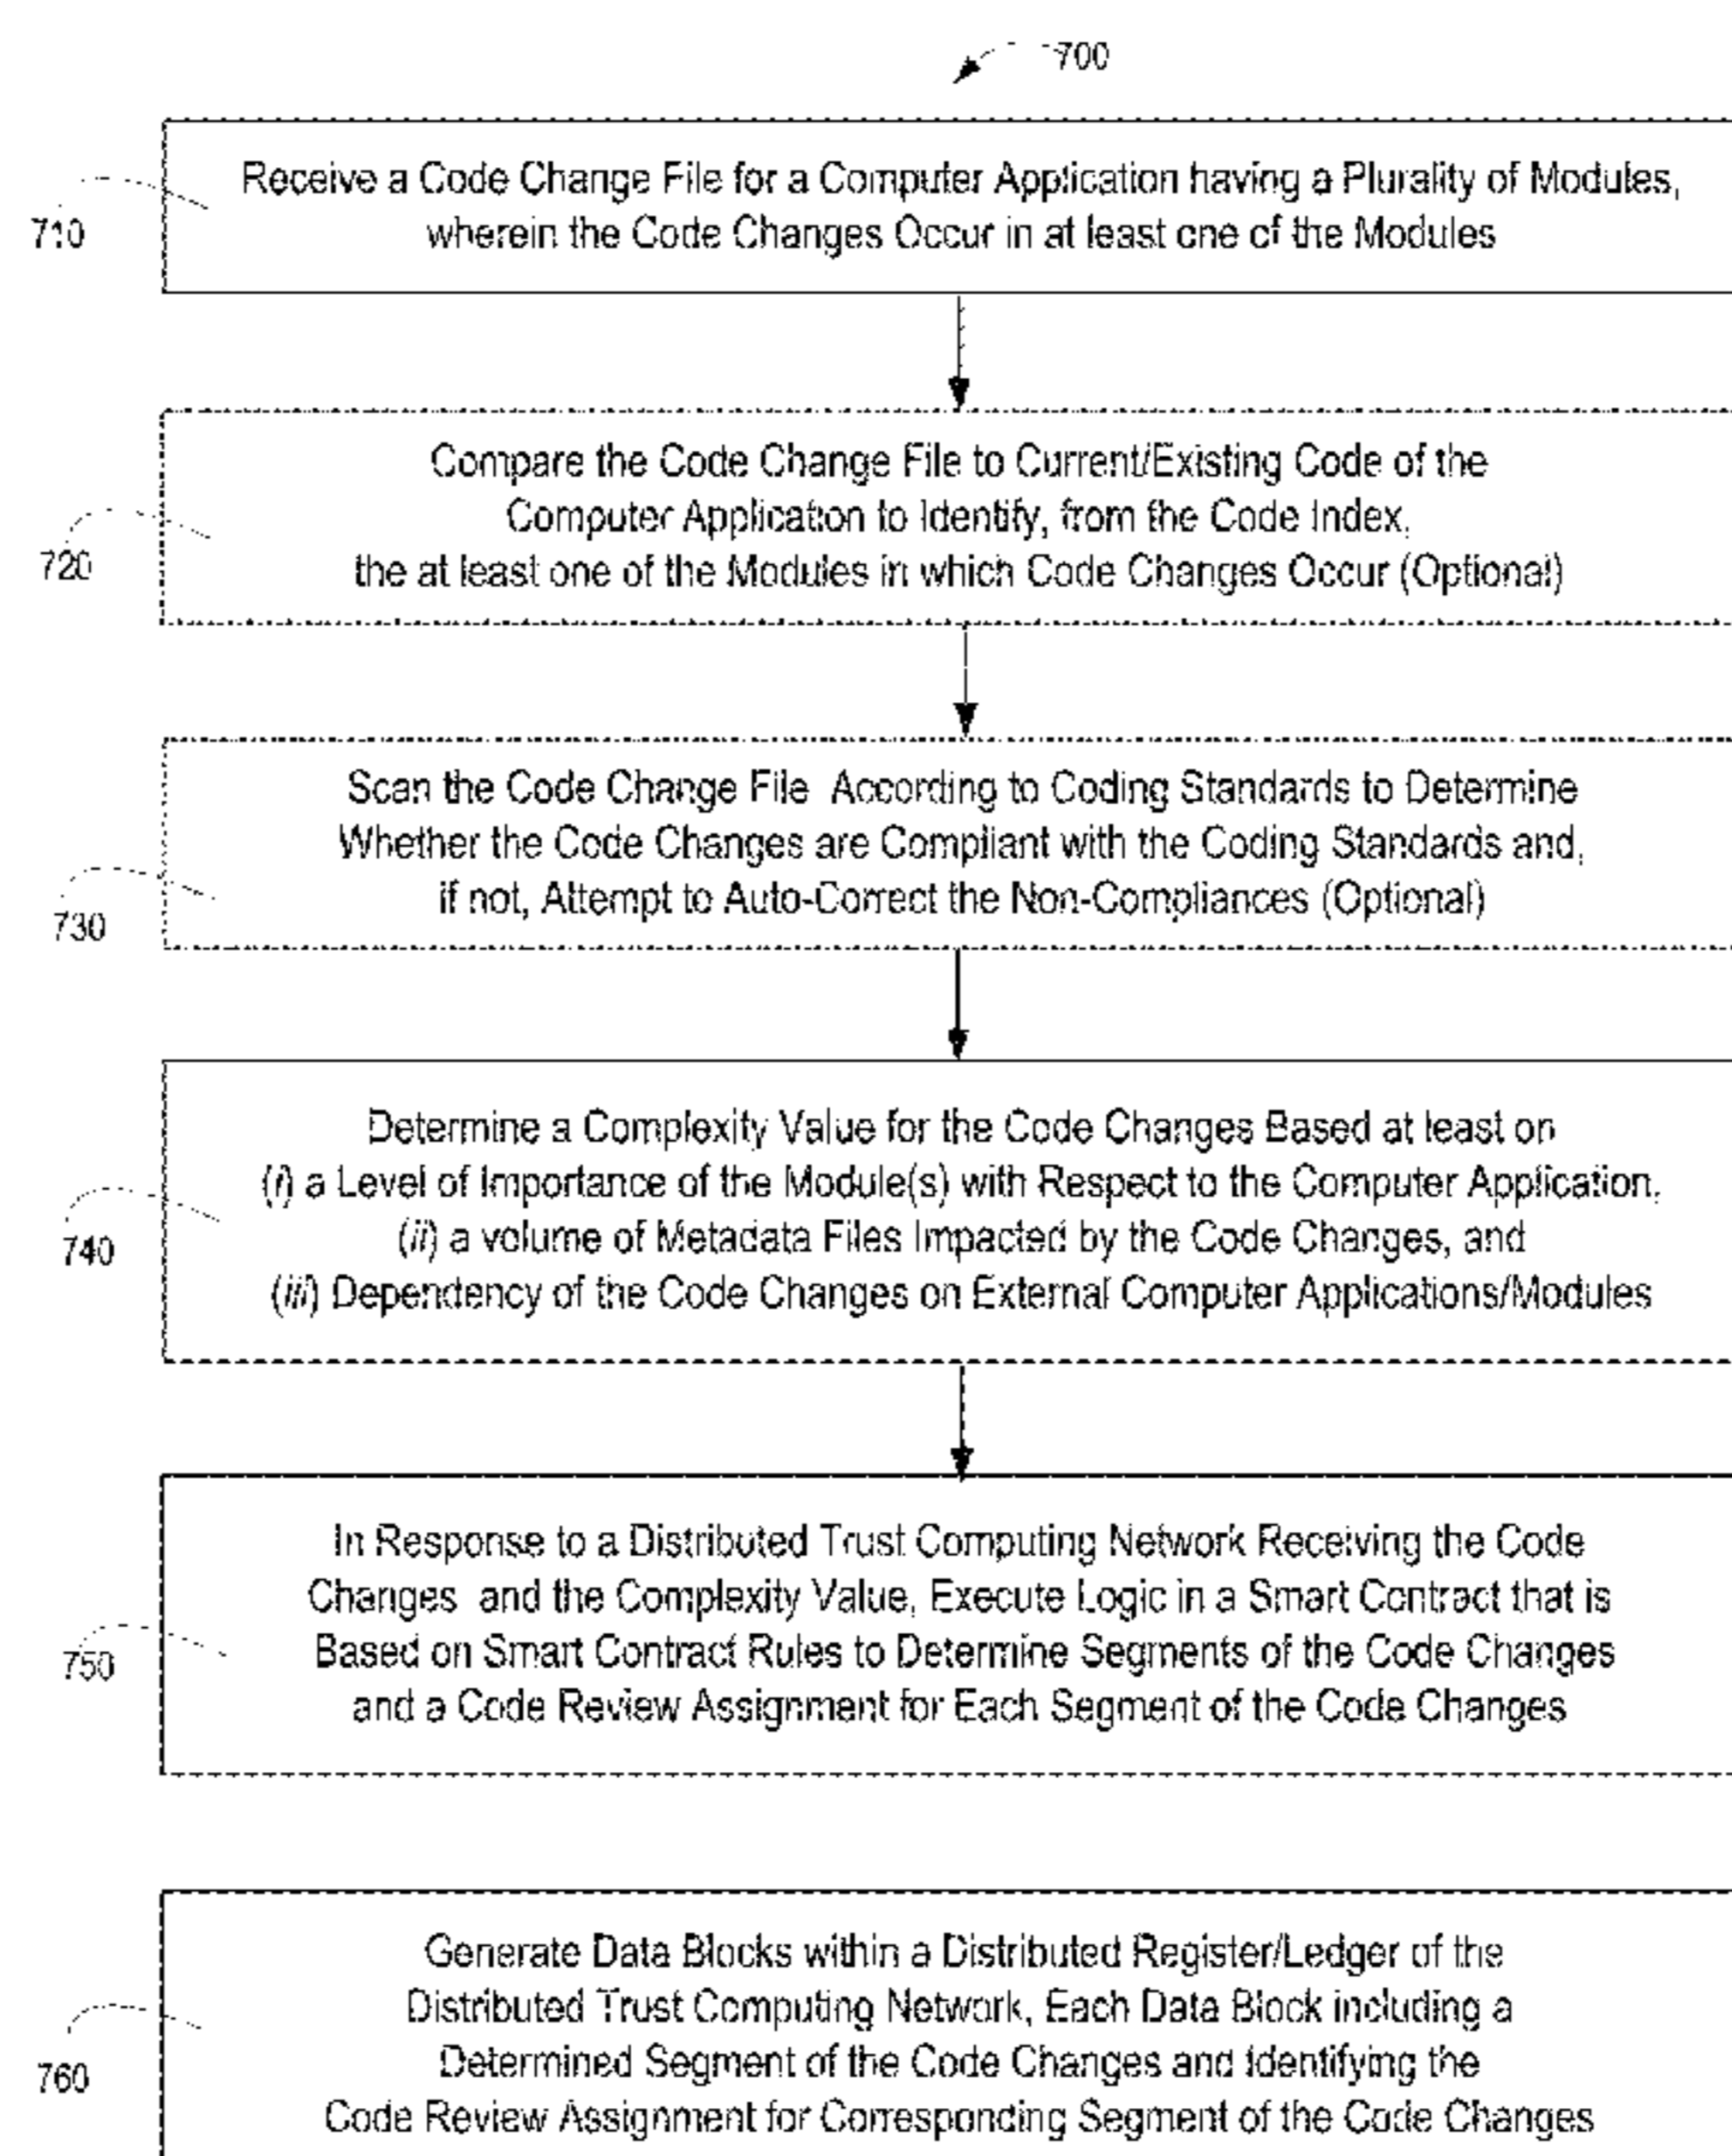 700
Receive a Code Change File for a Computer Application having a Plurality of Modules,
wherein the Code Changes Occur in at least one of the Modules
710
Compare the Code Change File to Current/Existing Code of the
Computer Application to Identify, from the Code Index,
the at least one of the Modules in which Code Changes Occur (Optional)
720
Scan the Code Change File According to Coding Standards to Determine
Whether the Code Changes are Compliant with the Coding Standards and,
if not, Attempt to Auto-Correct the Non-Compliances (Optional)
730
Determine a Complexity Value for the Code Changes Based at least on
(i) a Level of Importance of the Module(s) with Respect to the Computer Application,
(ii) a volume of Metadata Files Impacted by the Code Changes, and
(iii) Dependency of the Code Changes on External Computer Applications/Modules
740
In Response to a Distributed Trust Computing Network Receiving the Code
Changes and the Complexity Value, Execute Logic in a Smart Contract that is
Based on Smart Contract Rules to Determine Segments of the Code Changes
and a Code Review Assignment for Each Segment of the Code Changes
750
Generate Data Blocks within a Distributed Register/Ledger of the
Distributed Trust Computing Network, Each Data Block including a
Determined Segment of the Code Changes and Identifying the
Code Review Assignment for Corresponding Segment of the Code Changes
760